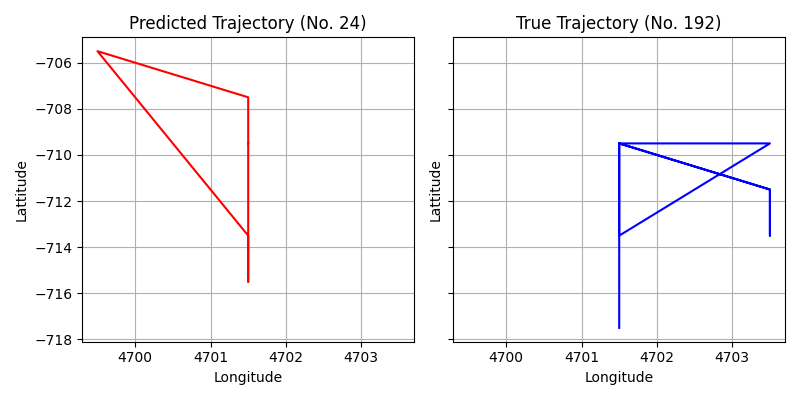 Predicted Trajectory (No. 24)
True Trajectory (No. 192)
Lattitude
−706
−708
−710
−712
−714
−716
−718
4700
4701
4702
4703
Longitude
Lattitude
4700
4701
4702
4703
Longitude